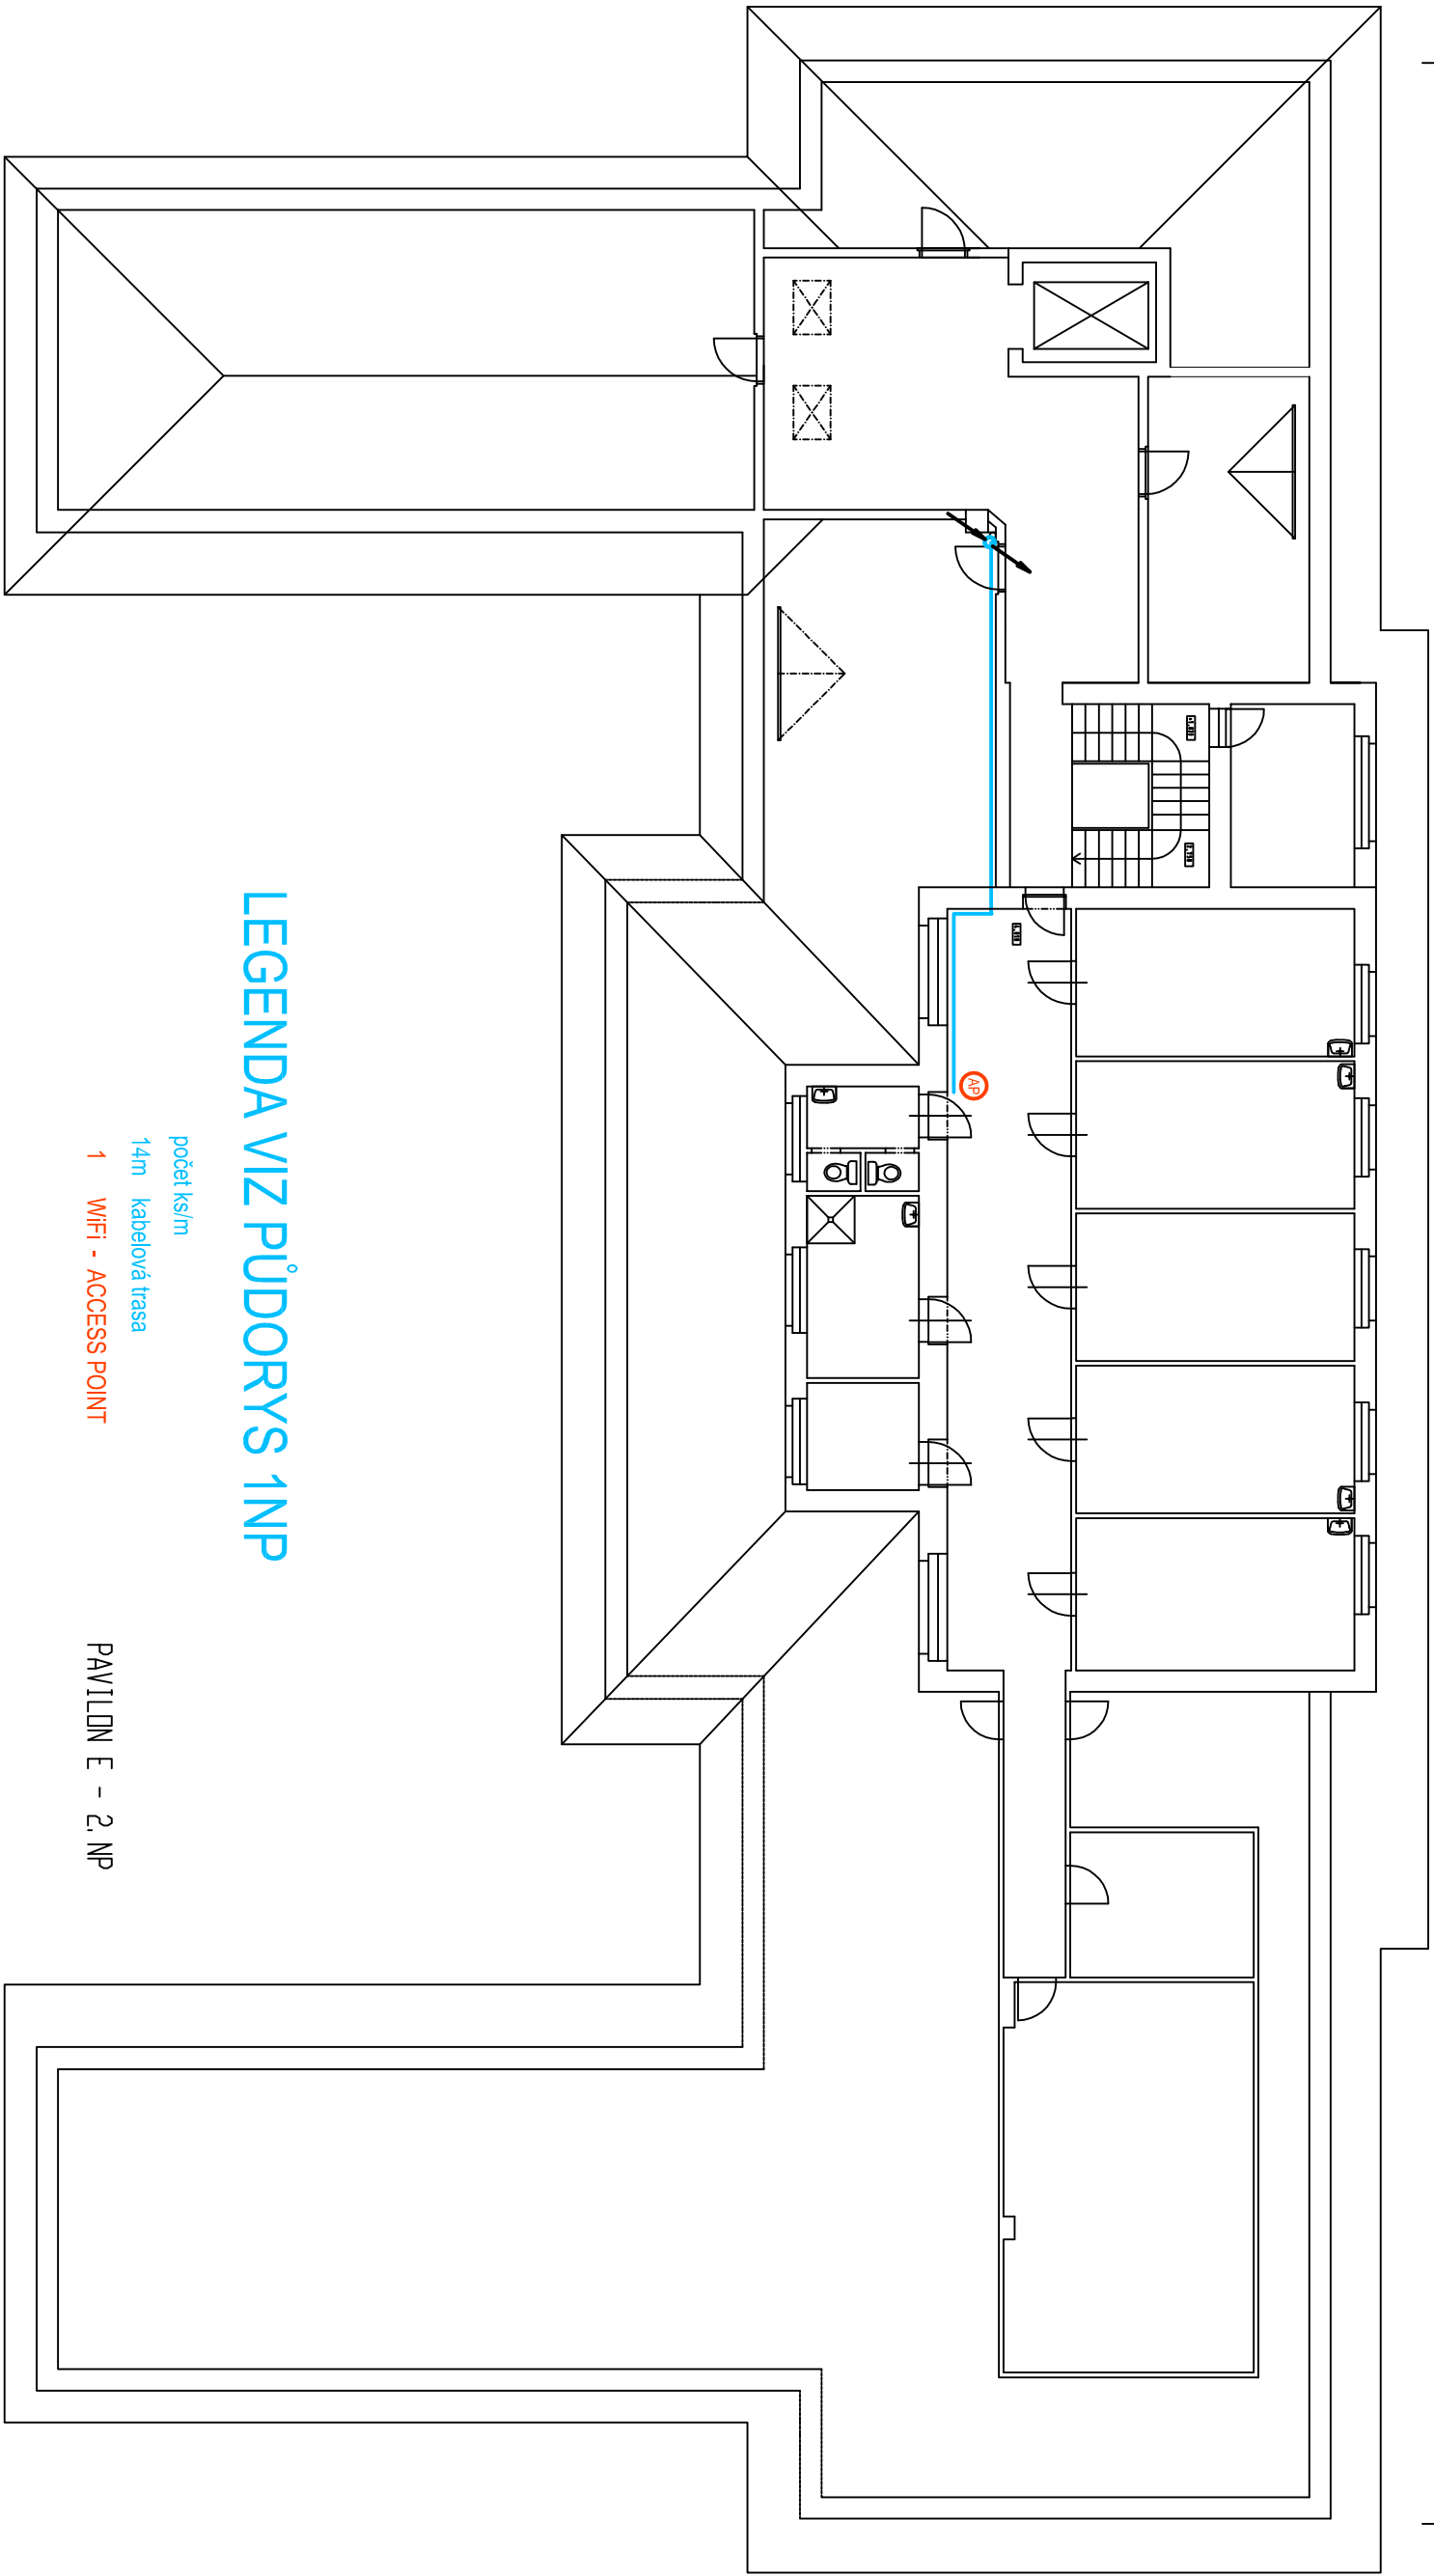 AP
LEGENDA VIZ PŮDORYS 1NP
počet ks/m
14m kabelová trasa
1 WiFi - ACCESS POINT
PAVILON E - 2.NP